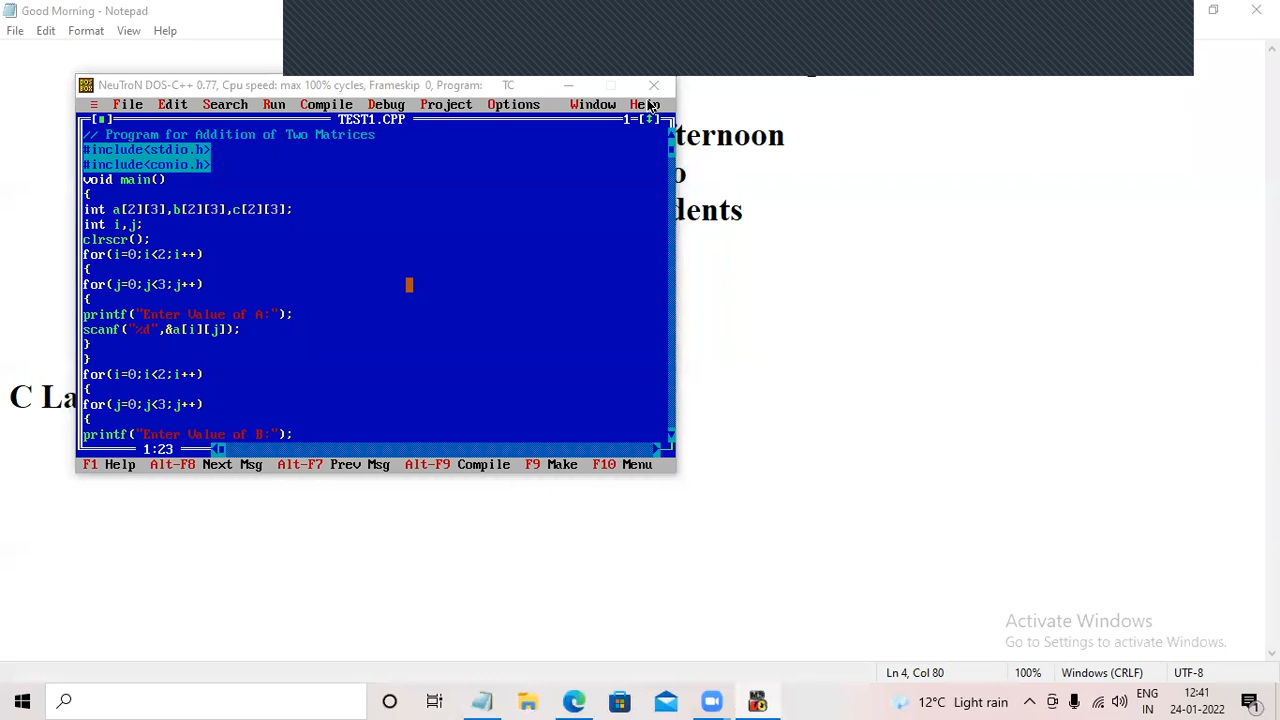 Good Morning - Notepad
File Edit Format View Help
NeuTroN DOS-C++ 0.77, Cpu speed: max 100% cycles, Frameskip 0, Program: TC
≡ File Edit Search Run Compile Debug Project Options Window Help
TEST1.CPP 1=[↕]
// Program for Addition of Two Matrices
#include<stdio.h>
#include<conio.h>
void main()
{
int a[2][3],b[2][3],c[2][3];
int i,j;
clrscr();
for(i=0;i<2;i++)
{
for(j=0;j<3;j++)
{
printf("Enter Value of A:");
scanf("%d",&a[i][j]);
}
}
for(i=0;i<2;i++)
{
for(j=0;j<3;j++)
{
printf("Enter Value of B:");
1:23
F1 Help Alt-F8 Next Msg Alt-F7 Prev Msg Alt-F9 Compile F9 Make F10 Menu
ternoon
o
dents
C La
Activate Windows
Go to Settings to activate Windows.
Ln 4, Col 80 100% Windows (CRLF) UTF-8
12°C Light rain ENG IN 12:41 24-01-2022 1